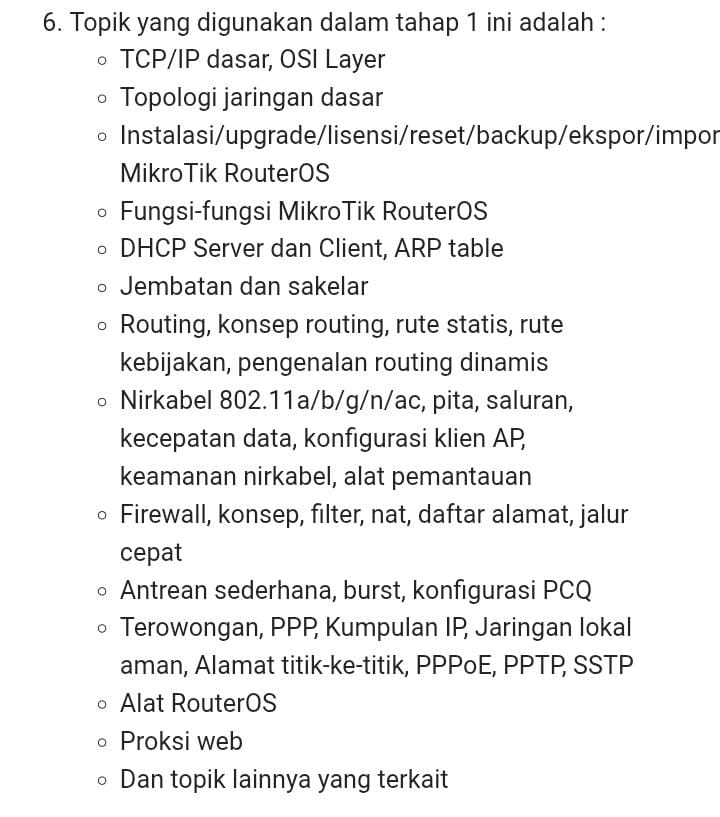 6. Topik yang digunakan dalam tahap 1 ini adalah :
TCP/IP dasar, OSI Layer
Topologi jaringan dasar
Instalasi/upgrade/lisensi/reset/backup/ekspor/impor
MikroTik RouterOS
Fungsi-fungsi MikroTik RouterOS
DHCP Server dan Client, ARP table
Jembatan dan sakelar
Routing, konsep routing, rute statis, rute
kebijakan, pengenalan routing dinamis
Nirkabel 802.11a/b/g/n/ac, pita, saluran,
kecepatan data, konfigurasi klien AP,
keamanan nirkabel, alat pemantauan
Firewall, konsep, filter, nat, daftar alamat, jalur
cepat
Antrean sederhana, burst, konfigurasi PCQ
Terowongan, PPP, Kumpulan IP, Jaringan lokal
aman, Alamat titik-ke-titik, PPPoE, PPTP, SSTP
Alat RouterOS
Proksi web
Dan topik lainnya yang terkait